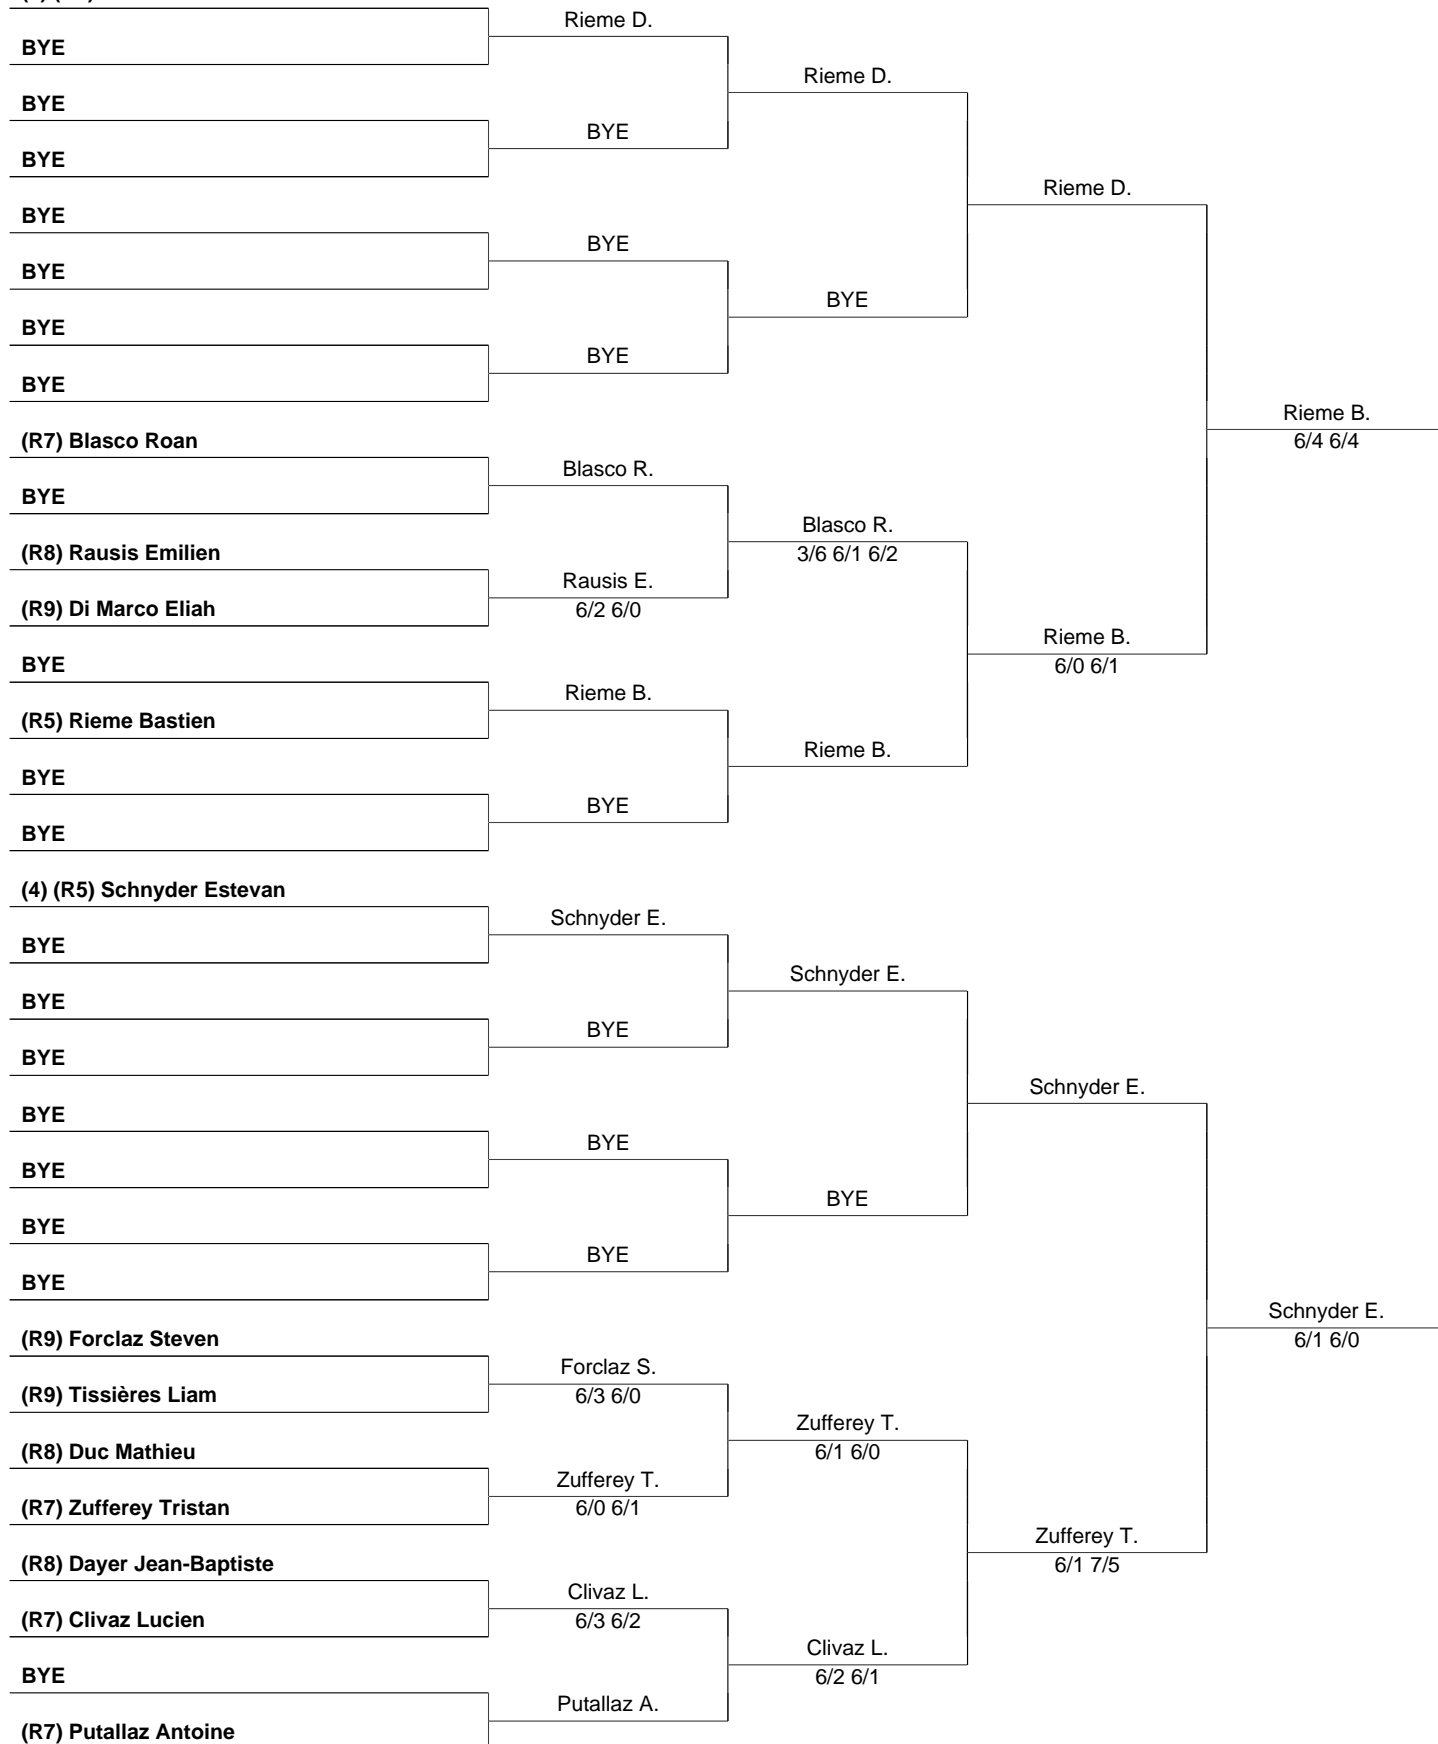 Rieme D.
BYE
Rieme D.
BYE
BYE
BYE
Rieme D.
BYE
BYE
BYE
BYE
BYE
BYE
BYE
Rieme B.
(R7) Blasco Roan
6/4 6/4
Blasco R.
BYE
Blasco R.
(R8) Rausis Emilien
3/6 6/1 6/2
Rausis E.
(R9) Di Marco Eliah
6/2 6/0
Rieme B.
BYE
6/0 6/1
Rieme B.
(R5) Rieme Bastien
Rieme B.
BYE
BYE
BYE
(4) (R5) Schnyder Estevan
Schnyder E.
BYE
Schnyder E.
BYE
BYE
BYE
Schnyder E.
BYE
BYE
BYE
BYE
BYE
BYE
BYE
Schnyder E.
(R9) Forclaz Steven
6/1 6/0
Forclaz S.
(R9) Tissières Liam
6/3 6/0
Zufferey T.
(R8) Duc Mathieu
6/1 6/0
Zufferey T.
(R7) Zufferey Tristan
6/0 6/1
Zufferey T.
(R8) Dayer Jean-Baptiste
6/1 7/5
Clivaz L.
(R7) Clivaz Lucien
6/3 6/2
Clivaz L.
BYE
6/2 6/1
Putallaz A.
(R7) Putallaz Antoine